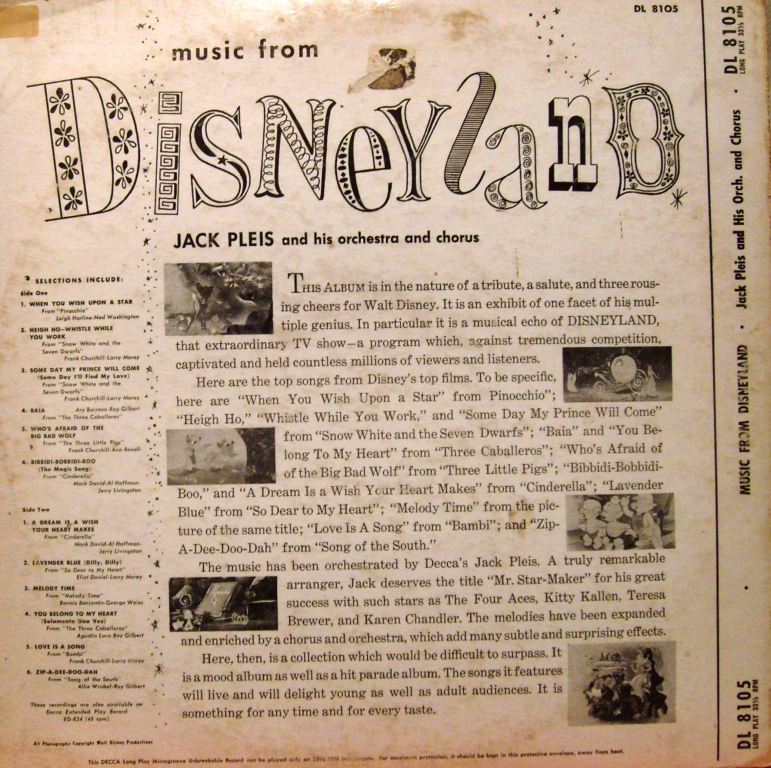 DL 8105
music from
DisneylanD
JACK PLEIS and his orchestra and chorus
SELECTIONS INCLUDE:
Side One
1. WHEN YOU WISH UPON A STAR
From "Pinocchio"
Leigh Harline-Ned Washington
2. HEIGH HO—WHISTLE WHILE
YOU WORK
From "Snow White and the
Seven Dwarfs"
Frank Churchill-Larry Morey
3. SOME DAY MY PRINCE WILL COME
(Some Day I'll Find My Love)
From "Snow White and the
Seven Dwarfs"
Frank Churchill-Larry Morey
4. BAIA Ary Barroso-Ray Gilbert
From "The Three Caballeros"
5. WHO'S AFRAID OF THE
BIG BAD WOLF
From "The Three Little Pigs"
Frank Churchill-Ann Ronell
6. BIBBIDI-BOBBIDI-BOO
(The Magic Song)
From "Cinderella"
Mack David-Al Hoffman-
Jerry Livingston
Side Two
1. A DREAM IS A WISH
YOUR HEART MAKES
From "Cinderella"
Mack David-Al Hoffman-
Jerry Livingston
2. LAVENDER BLUE (Dilly, Dilly)
From "So Dear to My Heart"
Eliot Daniel-Larry Morey
3. MELODY TIME
From "Melody Time"
Bennie Benjamin-George Weiss
4. YOU BELONG TO MY HEART
(Solamente Una Vez)
From "The Three Caballeros"
Agustin Lara-Ray Gilbert
5. LOVE IS A SONG
From "Bambi"
Frank Churchill-Larry Morey
6. ZIP-A-DEE-DOO-DAH
From "Song of the South"
Allie Wrubel-Ray Gilbert
These recordings are also available on
Decca Extended Play Record
ED-834 (45 rpm).
All Photographs Copyright Walt Disney Productions
THIS ALBUM is in the nature of a tribute, a salute, and three rous-
ing cheers for Walt Disney. It is an exhibit of one facet of his mul-
tiple genius. In particular it is a musical echo of DISNEYLAND,
that extraordinary TV show—a program which, against tremendous competition,
captivated and held countless millions of viewers and listeners.
Here are the top songs from Disney's top films. To be specific,
here are "When You Wish Upon a Star" from Pinocchio";
"Heigh Ho," "Whistle While You Work," and "Some Day My Prince Will Come"
from "Snow White and the Seven Dwarfs"; "Baia" and "You Be-
long To My Heart" from "Three Caballeros"; "Who's Afraid of
of the Big Bad Wolf" from "Three Little Pigs"; "Bibbidi-Bobbidi-
Boo," and "A Dream Is a Wish Your Heart Makes" from "Cinderella"; "Lavender
Blue" from "So Dear to My Heart"; "Melody Time" from the pic-
ture of the same title; "Love Is A Song" from "Bambi"; and "Zip-
A-Dee-Doo-Dah" from "Song of the South."
The music has been orchestrated by Decca's Jack Pleis. A truly remarkable
arranger, Jack deserves the title "Mr. Star-Maker" for his great
success with such stars as The Four Aces, Kitty Kallen, Teresa
Brewer, and Karen Chandler. The melodies have been expanded
and enriched by a chorus and orchestra, which add many subtle and surprising effects.
Here, then, is a collection which would be difficult to surpass. It
is a mood album as well as a hit parade album. The songs it features
will live and will delight young as well as adult audiences. It is
something for any time and for every taste.
This DECCA Long Play Microgroove Unbreakable Record can be played only on 33⅓ RPM instruments. For maximum protection, it should be kept in this protective envelope, away from heat.
DL 8105
LONG PLAY 33⅓ RPM
• MUSIC FROM DISNEYLAND • Jack Pleis and His Orch. and Chorus •
DL 8105
LONG PLAY 33⅓ RPM